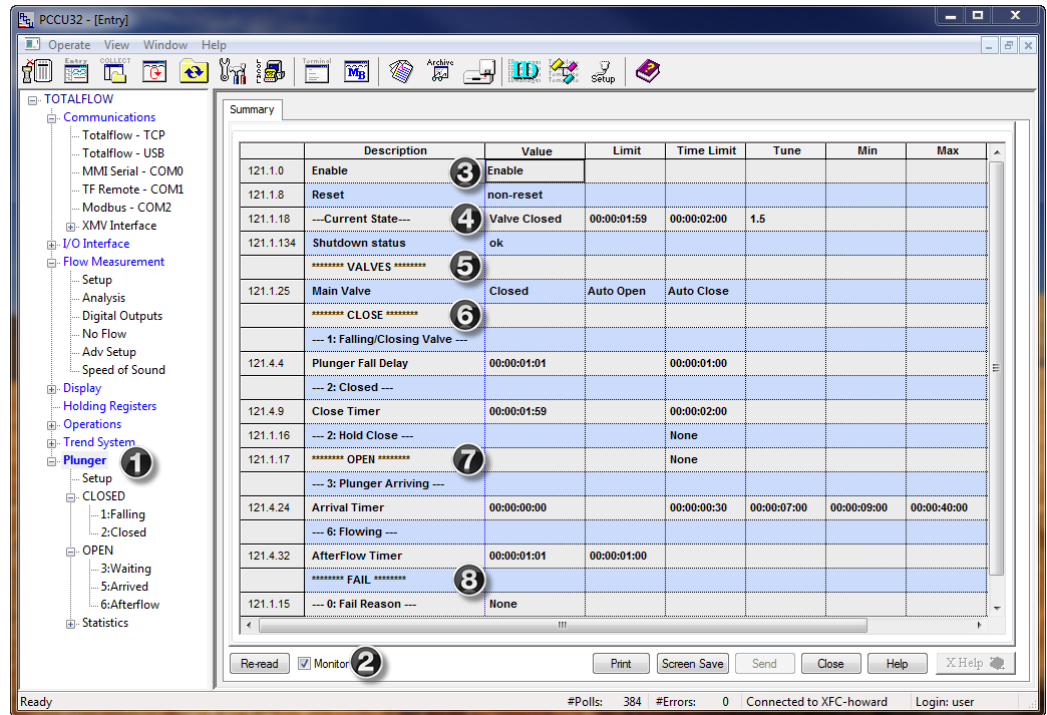 PCCU32 - [Entry]
Operate View Window Help
Entry COLLECT Terminal MB Archive ID Setup
TOTALFLOW
Communications
Totalflow - TCP
Totalflow - USB
MMI Serial - COM0
TF Remote - COM1
Modbus - COM2
XMV Interface
I/O Interface
Flow Measurement
Setup
Analysis
Digital Outputs
No Flow
Adv Setup
Speed of Sound
Display
Holding Registers
Operations
Trend System
Plunger 1
Setup
CLOSED
1:Falling
2:Closed
OPEN
3:Waiting
5:Arrived
6:Afterflow
Statistics
Summary
Description Value Limit Time Limit Tune Min Max
121.1.0 Enable 3 Enable
121.1.8 Reset non-reset
121.1.18 ---Current State--- 4 Valve Closed 00:00:01:59 00:00:02:00 1.5
121.1.134 Shutdown status ok
******** VALVES ******** 5
121.1.25 Main Valve Closed Auto Open Auto Close
******** CLOSE ******** 6
--- 1: Falling/Closing Valve ---
121.4.4 Plunger Fall Delay 00:00:01:01 00:00:01:00
--- 2: Closed ---
121.4.9 Close Timer 00:00:01:59 00:00:02:00
121.1.16 --- 2: Hold Close --- None
121.1.17 ******** OPEN ******** 7 None
--- 3: Plunger Arriving ---
121.4.24 Arrival Timer 00:00:00:00 00:00:00:30 00:00:07:00 00:00:09:00 00:00:40:00
--- 6: Flowing ---
121.4.32 AfterFlow Timer 00:00:01:01 00:00:01:00
******** FAIL ******** 8
121.1.15 --- 0: Fail Reason --- None
Re-read Monitor 2 Print Screen Save Send Close Help X Help
Ready #Polls: 384 #Errors: 0 Connected to XFC-howard Login: user